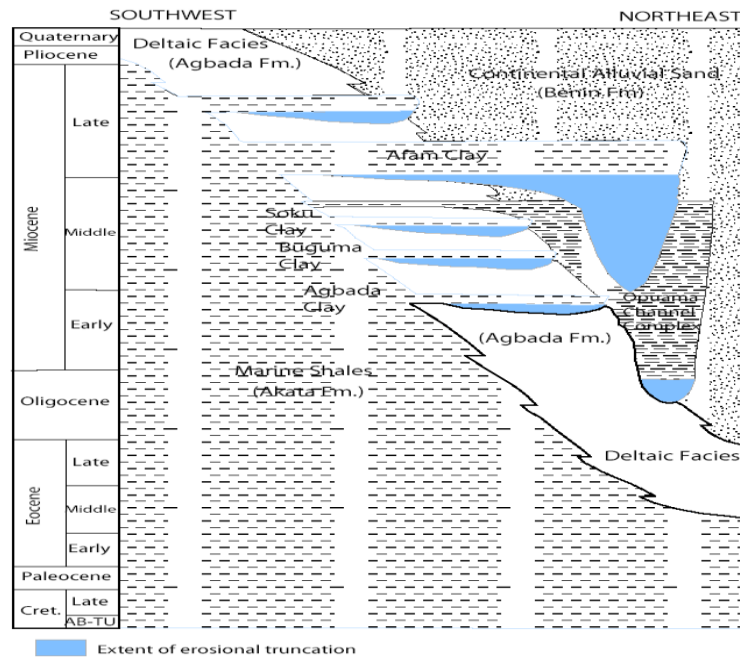 SOUTHWEST
NORTHEAST
Quaternary
Pliocene
Miocene
Late
Middle
Early
Oligocene
Eocene
Late
Middle
Early
Paleocene
Cret.
Late
AB-TU
Deltaic Facies
(Agbada Fm.)
Continental Alluvial Sand
(Benin Fm)
Afam Clay
Soku
Clay
Buguma
Clay
Agbada
Clay
Opuama
Channel
Complex
(Agbada Fm.)
Marine Shales
(Akata Fm.)
Deltaic Facies
Extent of erosional truncation